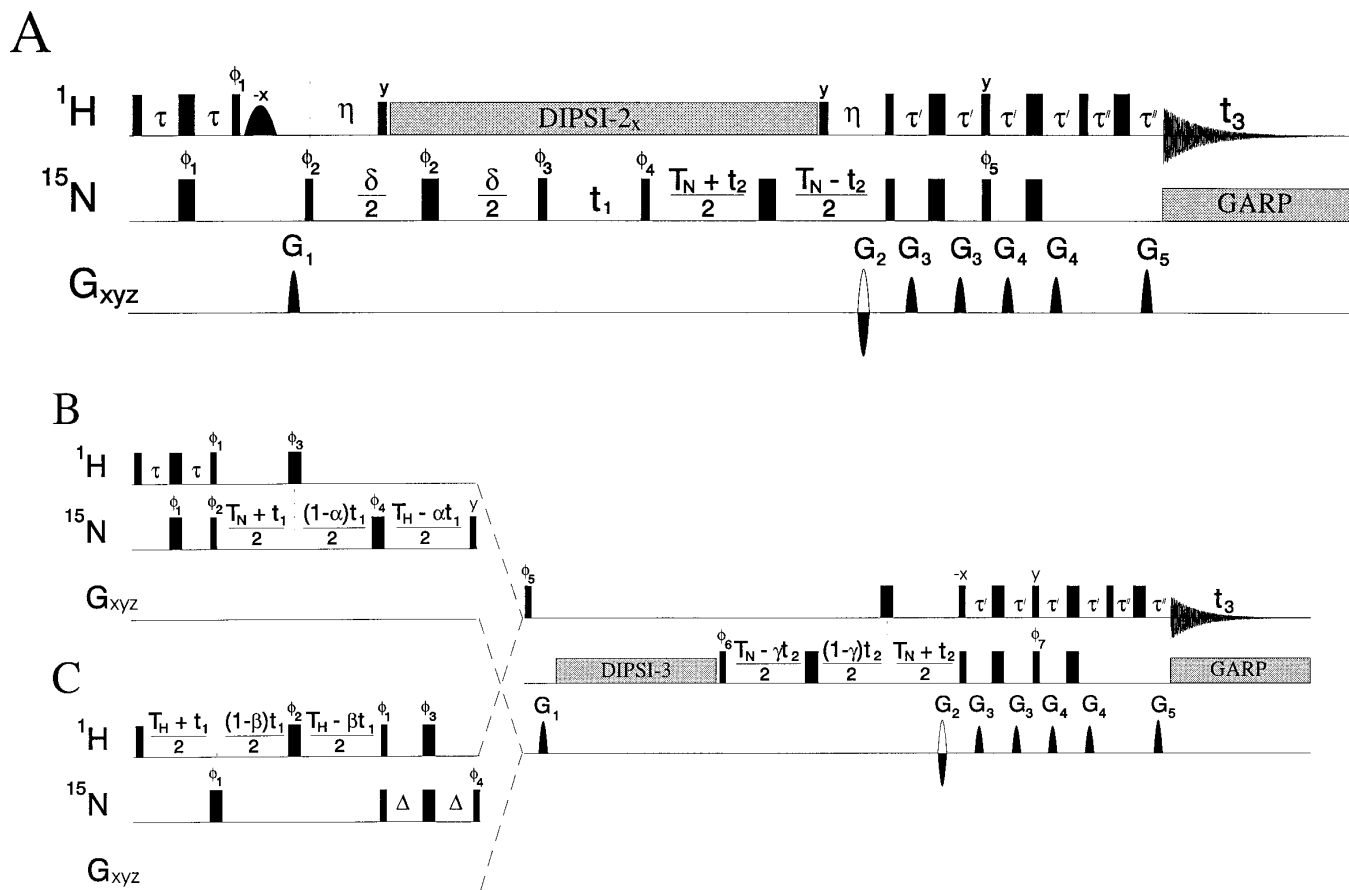 A
ϕ1 -x y y y
¹H τ τ η DIPSI-2x η τ' τ' τ' τ' τ'' τ'' t3
ϕ1 ϕ2 ϕ2 ϕ3 ϕ4 ϕ5
¹⁵N δ/2 δ/2 t1 (TN + t2)/2 (TN - t2)/2 GARP
G1 G2 G3 G3 G4 G4 G5
Gxyz
B
ϕ1 ϕ3
¹H τ τ
ϕ1 ϕ2 ϕ4 y
¹⁵N (TN + t1)/2 (1-α)t1/2 (TH - αt1)/2
Gxyz
ϕ5 -x y
τ' τ' τ' τ' τ'' τ'' t3
ϕ6 ϕ7
DIPSI-3 (TN - γt2)/2 (1-γ)t2/2 (TN + t2)/2 GARP
G1 G2 G3 G3 G4 G4 G5
C
ϕ2 ϕ1 ϕ3
¹H (TH + t1)/2 (1-β)t1/2 (TH - βt1)/2
ϕ1 ϕ4
¹⁵N Δ Δ
Gxyz